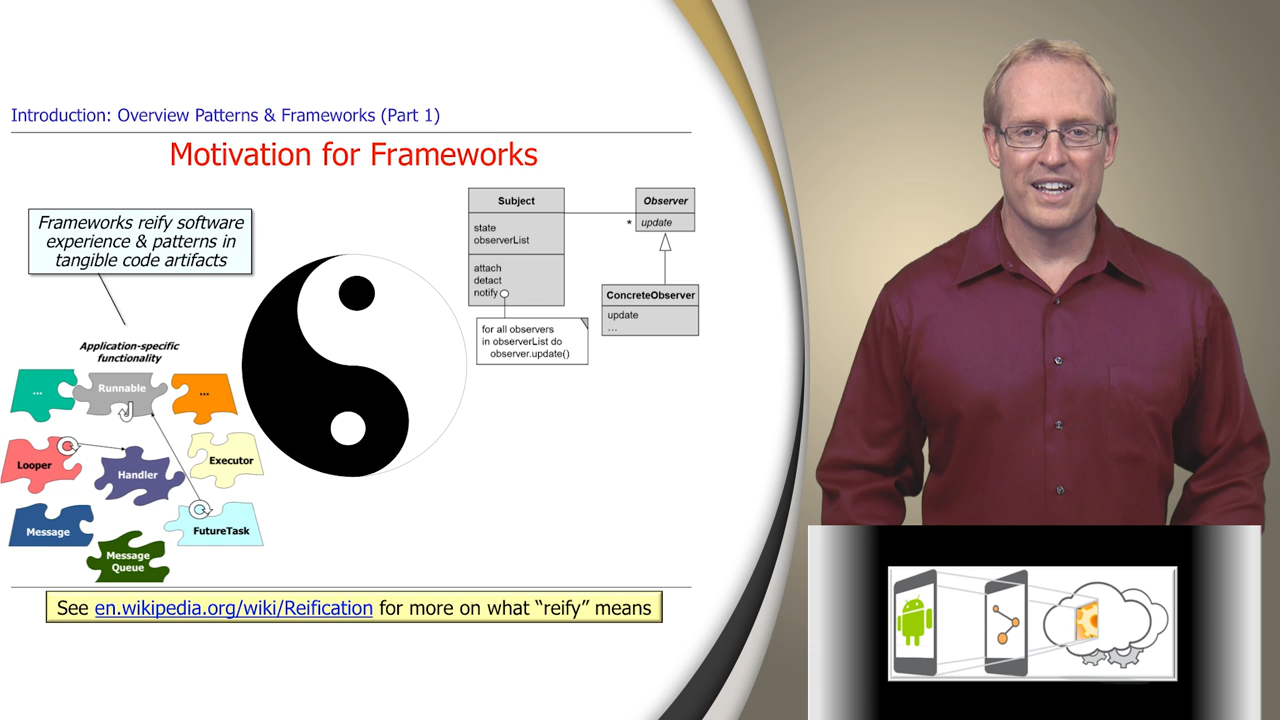 Introduction: Overview Patterns & Frameworks (Part 1)
Motivation for Frameworks
Frameworks reify software
experience & patterns in
tangible code artifacts
Subject
state
observerList
attach
detact
notify
*
Observer
update
ConcreteObserver
update
...
for all observers
in observerList do
observer.update()
Application-specific
functionality
...
Runnable
...
Looper
Handler
Executor
Message
Message
Queue
FutureTask
See en.wikipedia.org/wiki/Reification for more on what “reify” means